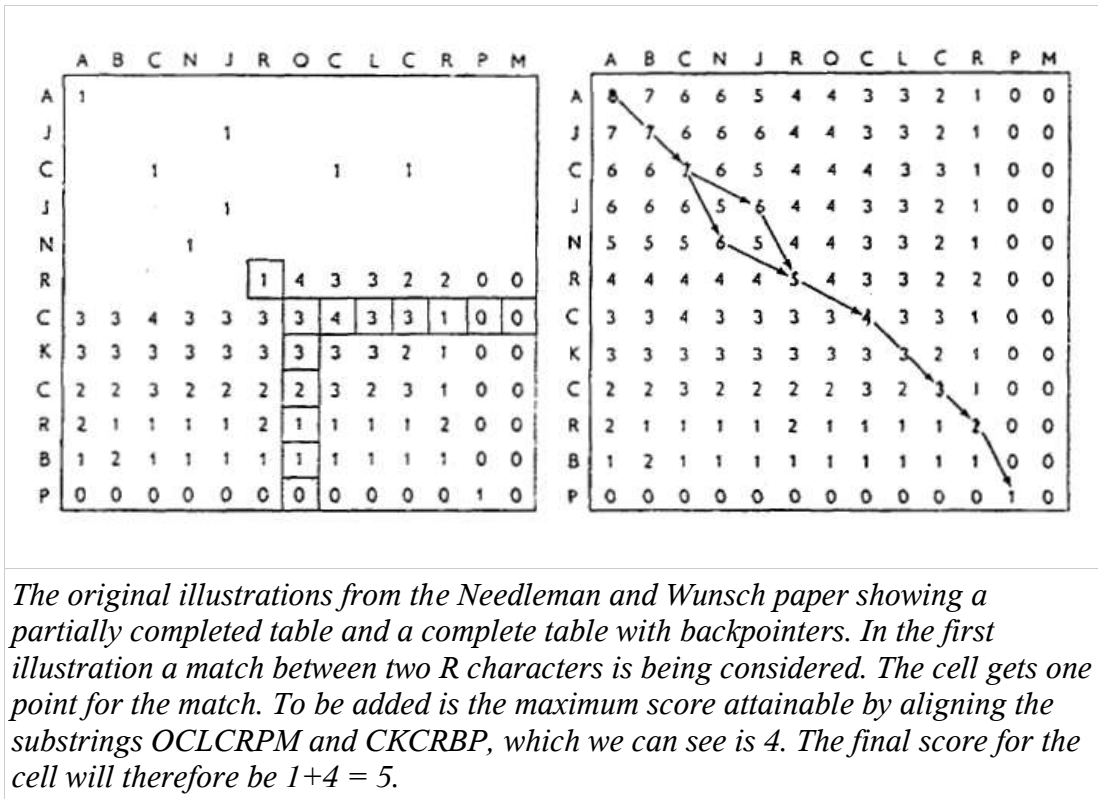 A B C N J R O C L C R P M
A 1
J 1
C 1 1 1
J 1
N 1
R 1 4 3 3 2 2 0 0
C 3 3 4 3 3 3 3 4 3 3 1 0 0
K 3 3 3 3 3 3 3 3 3 2 1 0 0
C 2 2 3 2 2 2 2 3 2 3 1 0 0
R 2 1 1 1 1 2 1 1 1 1 2 0 0
B 1 2 1 1 1 1 1 1 1 1 1 0 0
P 0 0 0 0 0 0 0 0 0 0 0 1 0
A B C N J R O C L C R P M
A 8 7 6 6 5 4 4 3 3 2 1 0 0
J 7 7 6 6 6 4 4 3 3 2 1 0 0
C 6 6 7 6 5 4 4 4 3 3 1 0 0
J 6 6 6 5 6 4 4 3 3 2 1 0 0
N 5 5 5 6 5 4 4 3 3 2 1 0 0
R 4 4 4 4 4 5 4 3 3 2 2 0 0
C 3 3 4 3 3 3 3 4 3 3 1 0 0
K 3 3 3 3 3 3 3 3 3 2 1 0 0
C 2 2 3 2 2 2 2 3 2 3 1 0 0
R 2 1 1 1 1 2 1 1 1 1 2 0 0
B 1 2 1 1 1 1 1 1 1 1 1 0 0
P 0 0 0 0 0 0 0 0 0 0 0 1 0
The original illustrations from the Needleman and Wunsch paper showing a
partially completed table and a complete table with backpointers. In the first
illustration a match between two R characters is being considered. The cell gets one
point for the match. To be added is the maximum score attainable by aligning the
substrings OCLCRPM and CKCRBP, which we can see is 4. The final score for the
cell will therefore be 1+4 = 5.